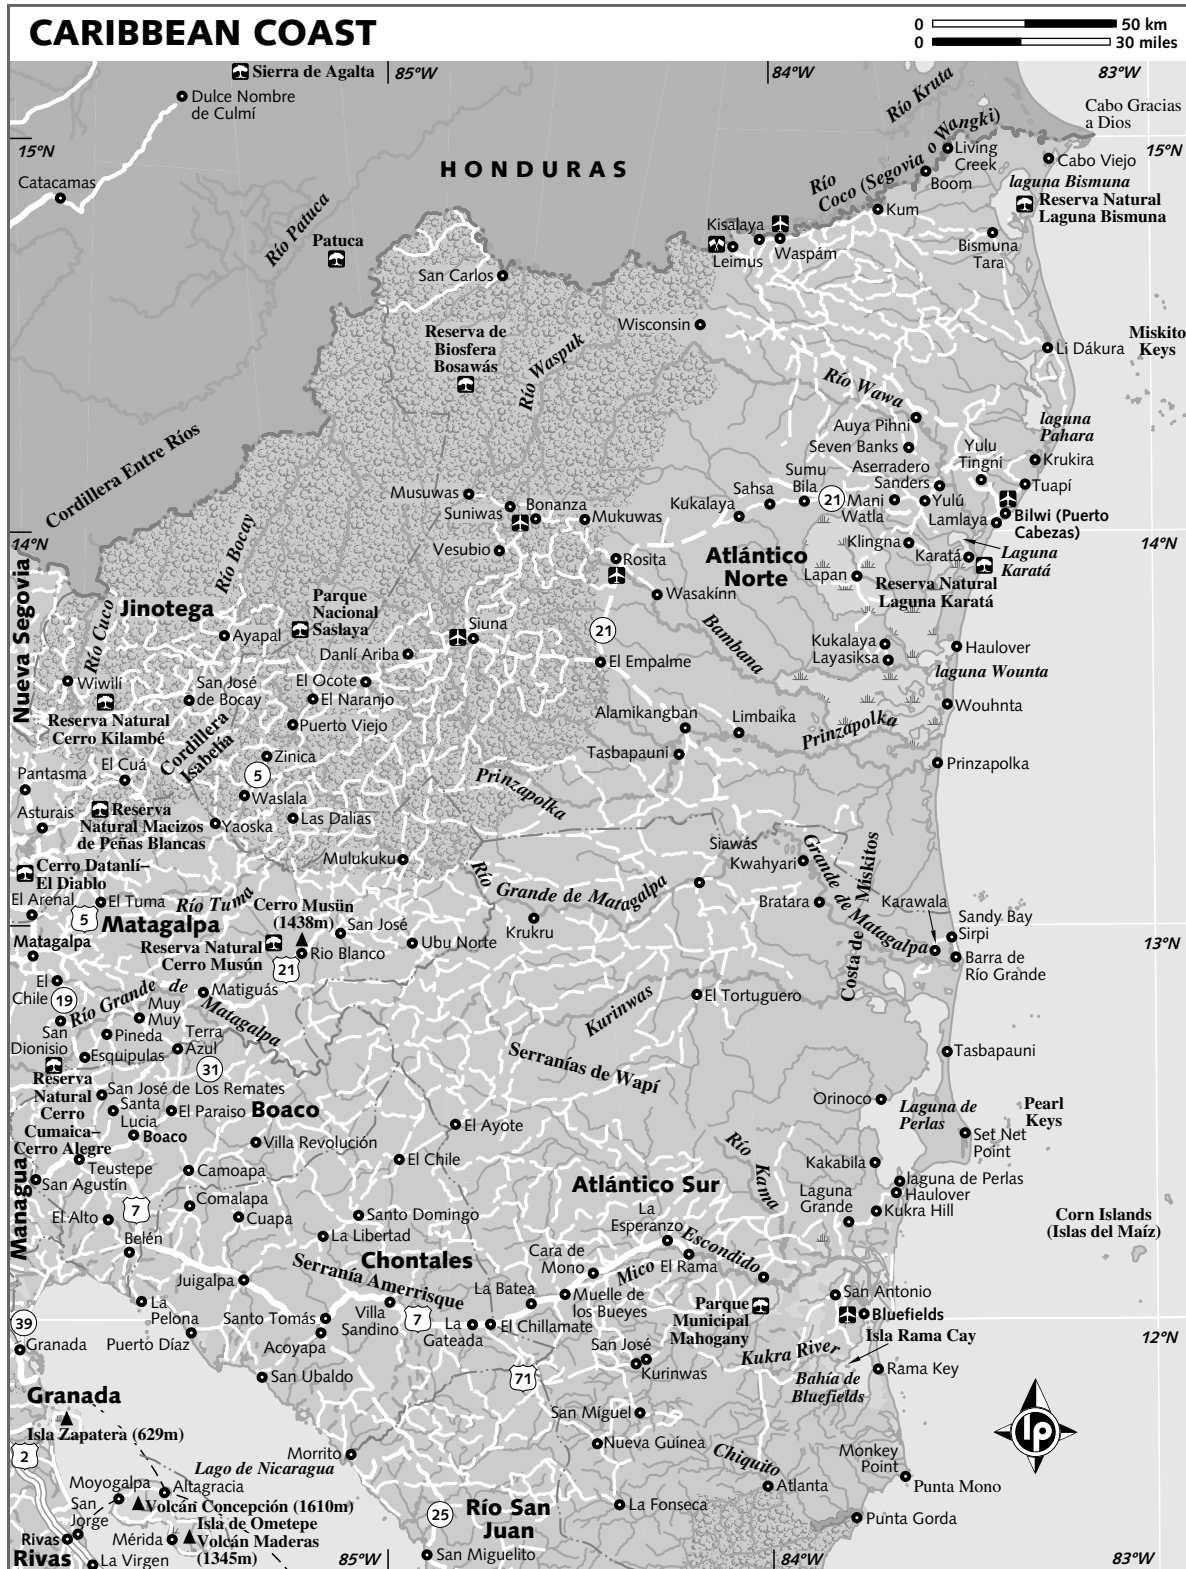 CARIBBEAN COAST
0 50 km
0 30 miles
Sierra de Agalta
85°W
84°W
83°W
Dulce Nombre
de Culmí
Río Kruta
Cabo Gracias
a Dios
15°N
15°N
HONDURAS
Río
Coco (Segovia o Wangki)
Living
Creek
Cabo Viejo
Boom
Catacamas
laguna Bismuna
Reserva Natural
Laguna Bismuna
Kum
Río Patuca
Patuca
Kisalaya
Leimus
Waspám
Bismuna
Tara
San Carlos
Wisconsin
Reserva de
Biosfera
Bosawás
Río Waspuk
Miskito
Keys
Li Dákura
Río Wawa
Auya Pihni
laguna
Pahara
Seven Banks
Yulu
Tingni
Krukira
Cordillera Entre Ríos
Aserradero
Sanders
Sumu
Bila
Tuapí
Musuwas
Suniwas
Bonanza
Mukuwas
Kukalaya
Sahsa
21
Mani
Watla
Yulú
Lamlaya
Bilwi (Puerto
Cabezas)
14°N
14°N
Río Bocay
Vesubio
Rosita
Atlántico
Norte
Klingna
Karatá
Laguna
Karatá
Lapan
Reserva Natural
Laguna Karatá
Nueva Segovia
Río Cuco
Jinotega
Parque
Nacional
Saslaya
Wasakínn
Ayapal
Siuna
21
Bambana
Danlí Ariba
El Empalme
Kukalaya
Layasiksa
Haulover
laguna Wounta
Wiwilí
San José
de Bocay
El Ocote
El Naranjo
Reserva Natural
Cerro Kilambé
Cordillera
Isabelia
Puerto Viejo
Alamikangban
Limbaika
Prinzapolka
Wouhnta
Tasbapauni
Zinica
El Cuá
5
Pantasma
Prinzapolka
Prinzapolka
Waslala
Asturais
Reserva
Natural Macizos
de Peñas Blancas
Yaoska
Las Dalias
Cerro Datanlí–
El Diablo
Mulukuku
Siawás
Kwahyari
Río
Grande de Matagalpa
Grande de Matagalpa
Costa de Miskitos
El Arenal
El Tuma
5
Río Tuma
Matagalpa
Cerro Musün
(1438m)
San José
Krukru
Bratara
Karawala
Sandy Bay
Sirpi
Matagalpa
Reserva Natural
Cerro Musún
Rio Blanco
21
Ubu Norte
Barra de
Río Grande
13°N
El
Chile
19
Río Grande de
Matagalpa
Matiguás
Muy
Muy
Kurinwas
El Tortuguero
San
Dionisio
Pineda
Terra
Azul
Esquipulas
31
Serranías de Wapí
Tasbapauni
Reserva
Natural
Cerro
Cumaica–
Cerro Alegre
San José de Los Remates
Santa
Lucia
El Paraiso
Boaco
Boaco
Villa Revolución
El Ayote
Orinoco
Laguna de
Perlas
Pearl
Keys
Set Net
Point
Río
Kama
Teustepe
Camoapa
El Chile
Kakabila
Managua
San Agustín
Atlántico Sur
laguna de Perlas
Haulover
Laguna
Grande
Kukra Hill
7
Comalapa
El Alto
Cuapa
Santo Domingo
La
Esperanzo
Escondido
Corn Islands
(Islas del Maíz)
Belén
La Libertad
Chontales
Cara de
Mono
Mico
El Rama
Serranía Amerrisque
Juigalpa
La Batea
Muelle de
los Bueyes
San Antonio
La
Pelona
Villa
Sandino
7
Parque
Municipal
Mahogany
Bluefields
39
Puerto Díaz
Santo Tomás
La
Gateada
El Chillamate
Isla Rama Cay
12°N
Granada
Acoyapa
San José
Kurinwas
Kukra River
Rama Key
San Ubaldo
71
Bahía de
Bluefields
Granada
Isla Zapatera (629m)
San Míguel
lp
2
Nueva Guinea
Morrito
Lago de Nicaragua
Chiquito
Monkey
Point
Moyogalpa
Altagracia
Atlanta
Punta Mono
San
Jorge
Volcán Concepción (1610m)
Isla de Ometepe
La Fonseca
Punta Gorda
25
Río San
Juan
Rivas
Mérida
Volcán Maderas
(1345m)
Rivas
La Virgen
85°W
San Miguelito
84°W
83°W